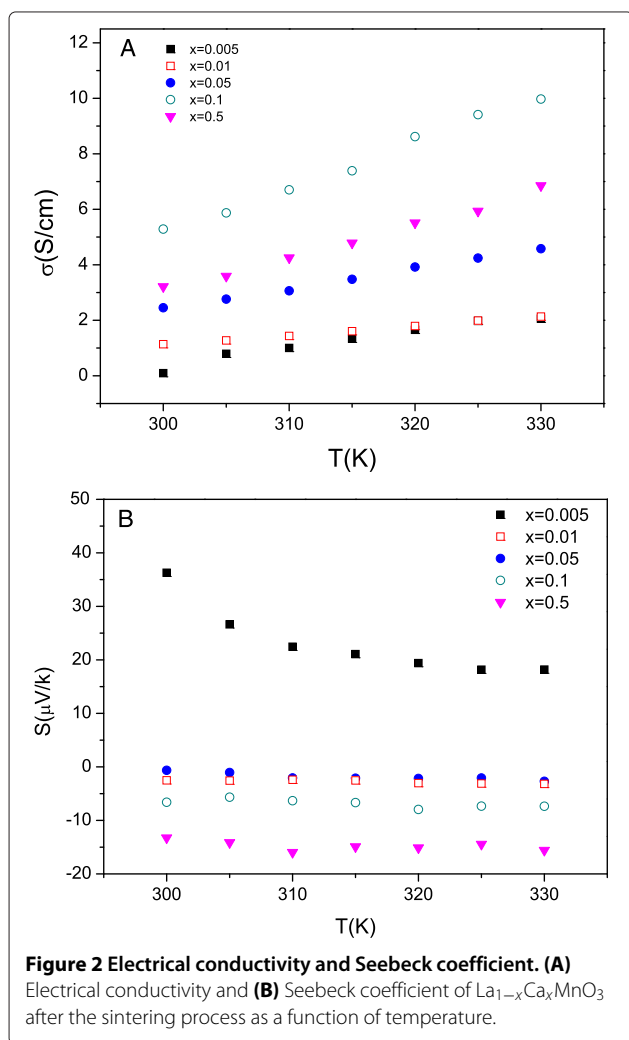 A
x=0.005
x=0.01
x=0.05
x=0.1
x=0.5
12
10
8
6
4
2
0
σ(S/cm)
300 310 320 330
T(K)
B
x=0.005
x=0.01
x=0.05
x=0.1
x=0.5
50
40
30
20
10
0
-10
-20
S(μV/k)
300 310 320 330
T(K)
Figure 2 Electrical conductivity and Seebeck coefficient. (A)
Electrical conductivity and (B) Seebeck coefficient of La₁₋ₓCaₓMnO₃
after the sintering process as a function of temperature.